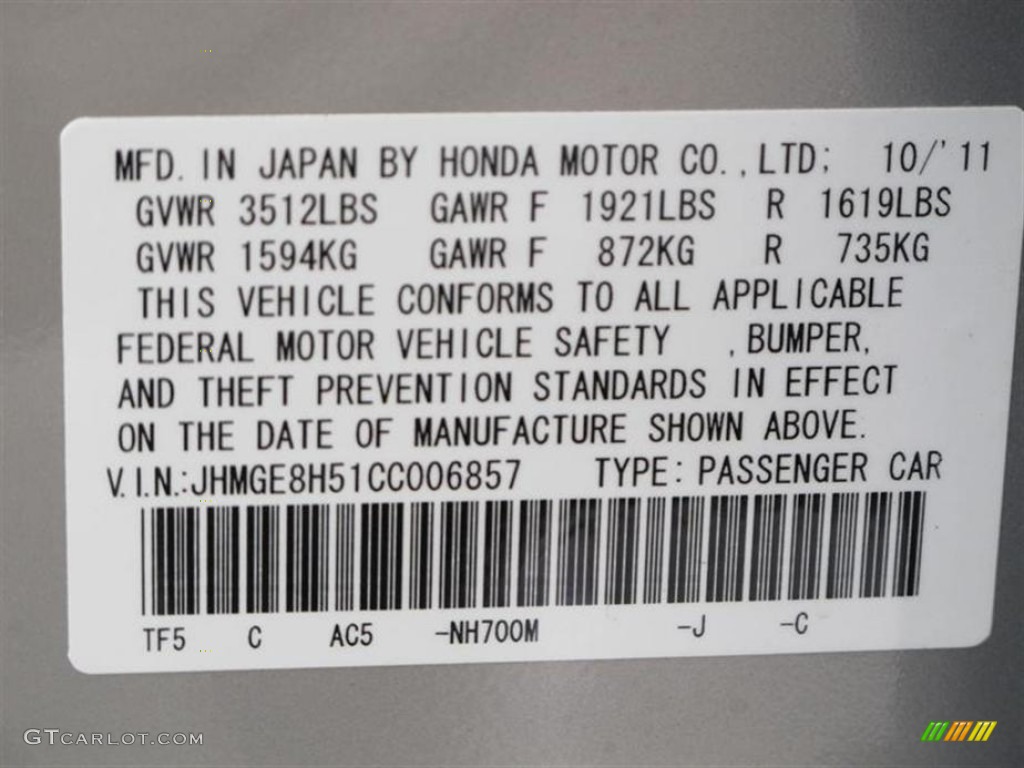 MFD. IN JAPAN BY HONDA MOTOR CO.,LTD; 10/'11
GVWR 3512LBS GAWR F 1921LBS R 1619LBS
GVWR 1594KG GAWR F 872KG R 735KG
THIS VEHICLE CONFORMS TO ALL APPLICABLE
FEDERAL MOTOR VEHICLE SAFETY , BUMPER,
AND THEFT PREVENTION STANDARDS IN EFFECT
ON THE DATE OF MANUFACTURE SHOWN ABOVE.
V.I.N.:JHMGE8H51CC006857 TYPE: PASSENGER CAR
TF5 C AC5 -NH700M -J -C
GTCARLOT.COM